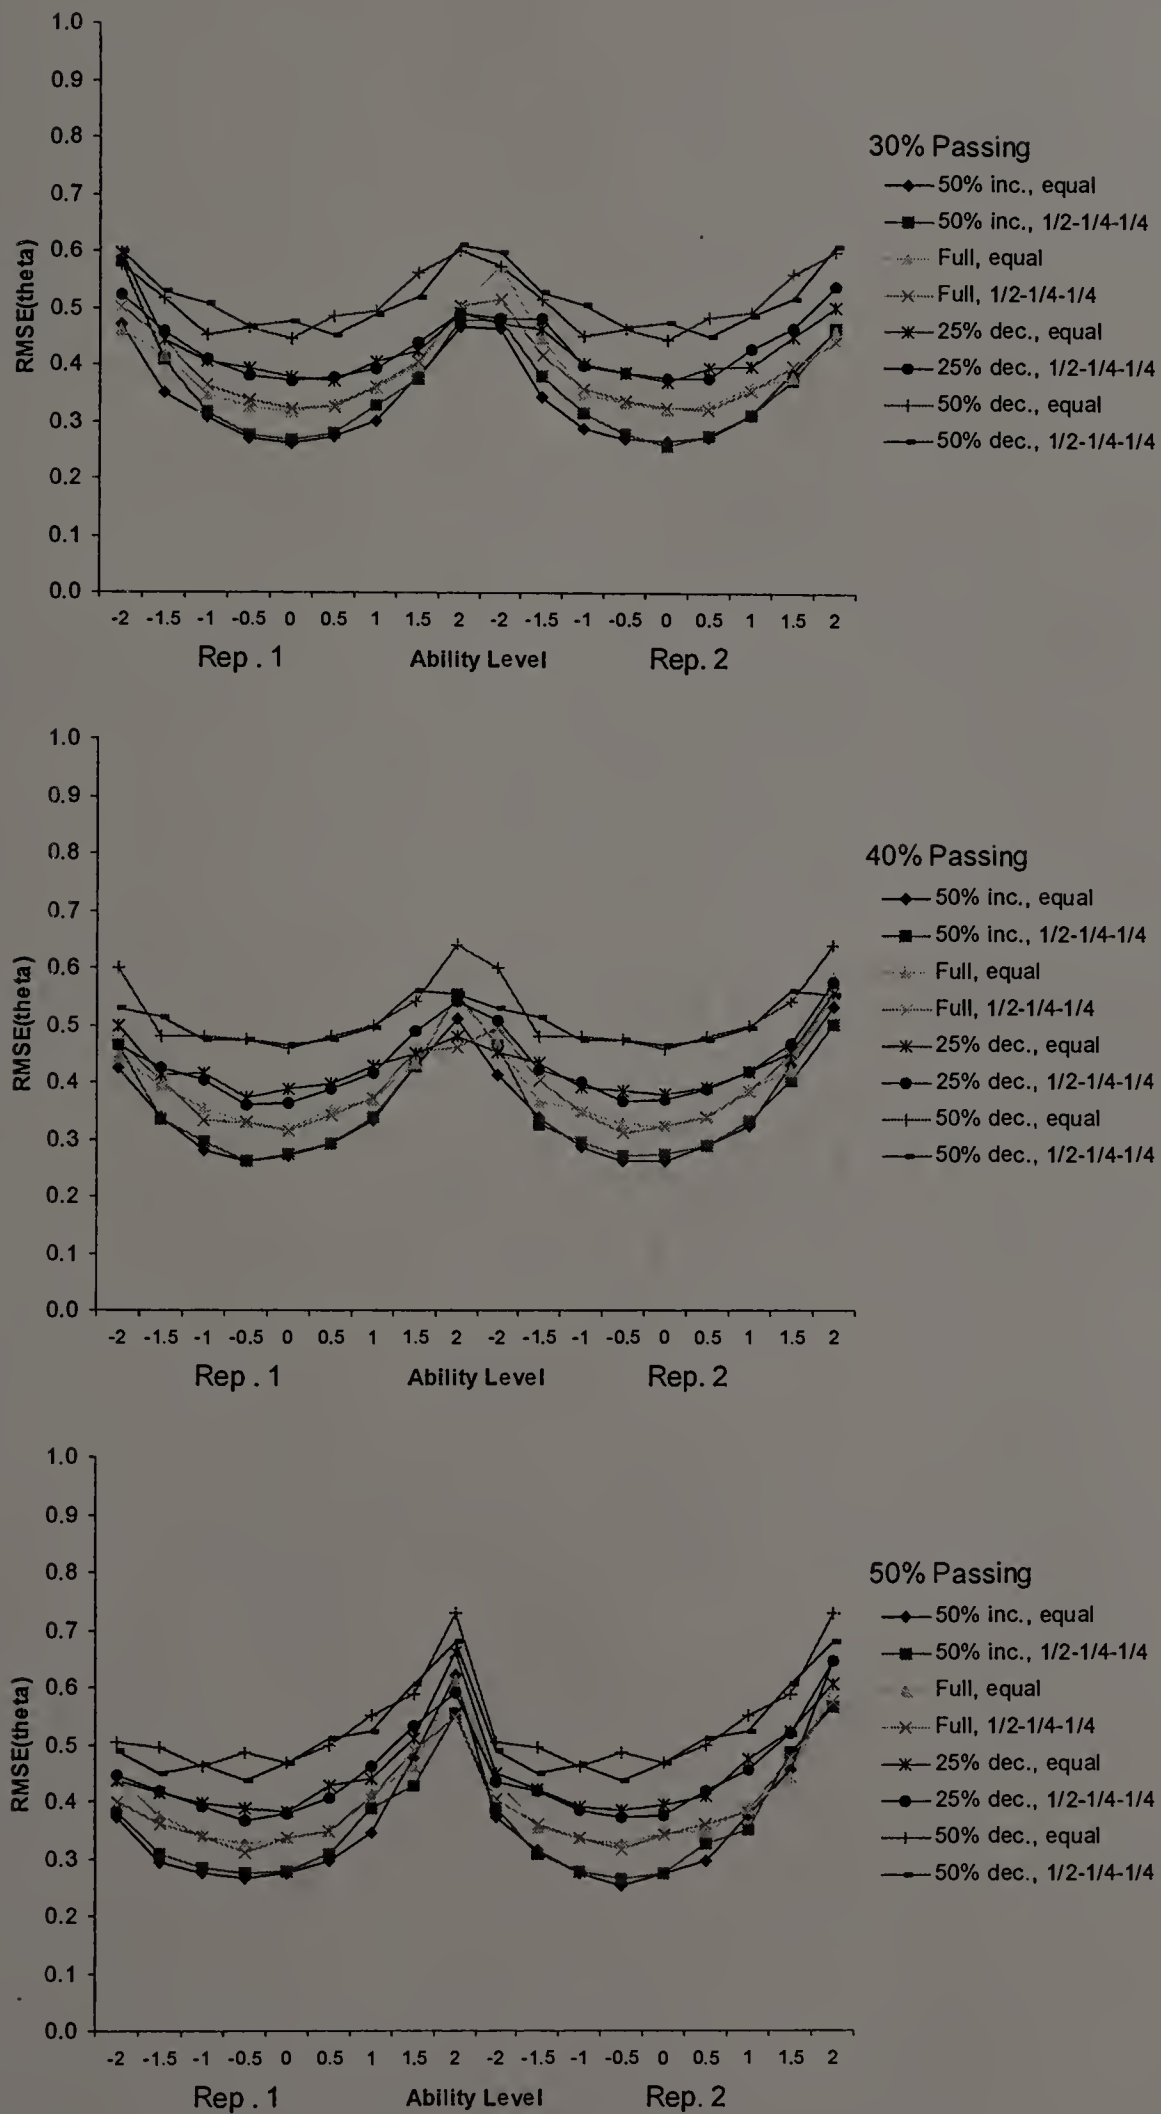 1.0
0.9
0.8
0.7
0.6
0.5
0.4
0.3
0.2
0.1
0.0
RMSE(theta)
-2 -1.5 -1 -0.5 0 0.5 1 1.5 2 -2 -1.5 -1 -0.5 0 0.5 1 1.5 2
Rep . 1 Ability Level Rep. 2
30% Passing
50% inc., equal
50% inc., 1/2-1/4-1/4
Full, equal
Full, 1/2-1/4-1/4
25% dec., equal
25% dec., 1/2-1/4-1/4
50% dec., equal
50% dec., 1/2-1/4-1/4
1.0
0.9
0.8
0.7
0.6
0.5
0.4
0.3
0.2
0.1
0.0
RMSE(theta)
-2 -1.5 -1 -0.5 0 0.5 1 1.5 2 -2 -1.5 -1 -0.5 0 0.5 1 1.5 2
Rep . 1 Ability Level Rep. 2
40% Passing
50% inc., equal
50% inc., 1/2-1/4-1/4
Full, equal
Full, 1/2-1/4-1/4
25% dec., equal
25% dec., 1/2-1/4-1/4
50% dec., equal
50% dec., 1/2-1/4-1/4
1.0
0.9
0.8
0.7
0.6
0.5
0.4
0.3
0.2
0.1
0.0
RMSE(theta)
-2 -1.5 -1 -0.5 0 0.5 1 1.5 2 -2 -1.5 -1 -0.5 0 0.5 1 1.5 2
Rep . 1 Ability Level Rep. 2
50% Passing
50% inc., equal
50% inc., 1/2-1/4-1/4
Full, equal
Full, 1/2-1/4-1/4
25% dec., equal
25% dec., 1/2-1/4-1/4
50% dec., equal
50% dec., 1/2-1/4-1/4